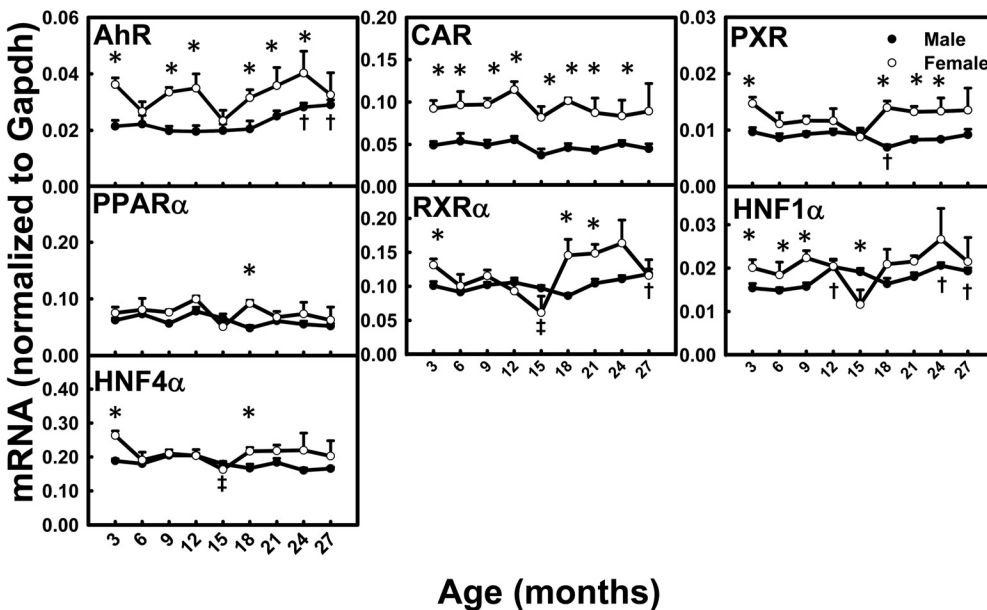 mRNA (normalized to Gapdh)
AhR
0.06
0.04
0.02
0.00
* * * * * *
† †
CAR
0.20
0.15
0.10
0.05
0.00
* * * * * * * *
PXR
Male
Female
0.03
0.01
0.01
0.00
* * * *
†
PPARα
0.20
0.10
0.00
*
RXRα
0.20
0.15
0.10
0.05
0.00
* * *
‡ †
HNF1α
0.03
0.02
0.01
0.00
* * * *
† † †
3 6 9 12 15 18 21 24 27
3 6 9 12 15 18 21 24 27
HNF4α
0.40
0.30
0.20
0.10
0.00
* *
‡
3 6 9 12 15 18 21 24 27
Age (months)